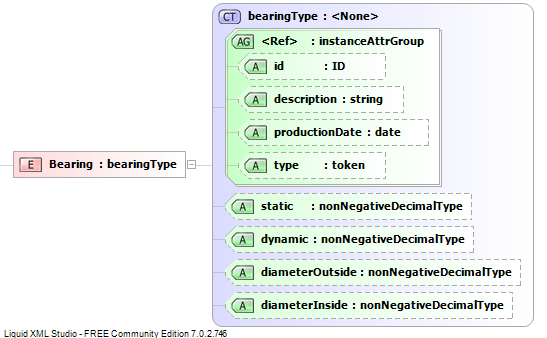 CT bearingType : <None>
AG <Ref> : instanceAttrGroup
A id : ID
A description : string
A productionDate : date
A type : token
E Bearing : bearingType
A static : nonNegativeDecimalType
A dynamic : nonNegativeDecimalType
A diameterOutside : nonNegativeDecimalType
A diameterInside : nonNegativeDecimalType
Liquid XML Studio - FREE Community Edition 7.0.2.746